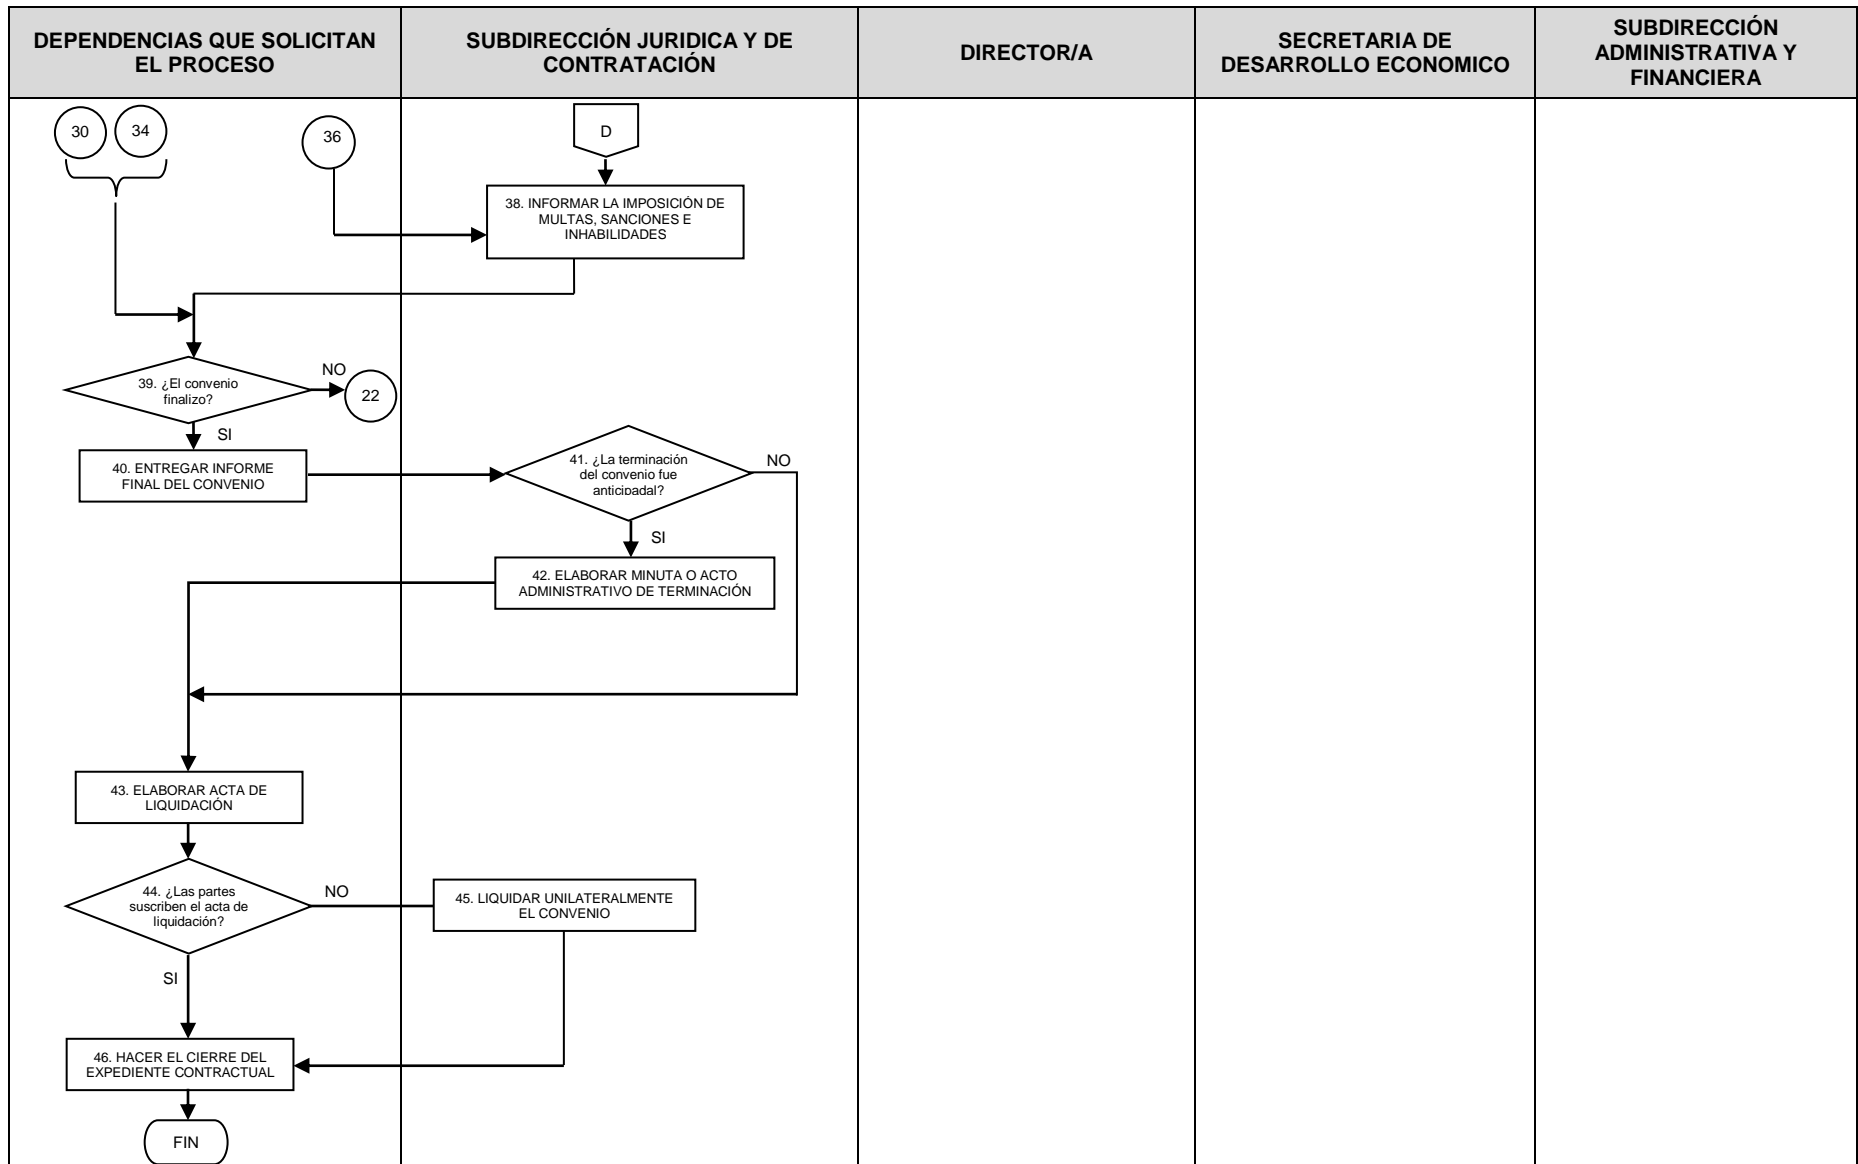 DEPENDENCIAS QUE SOLICITAN
EL PROCESO
SUBDIRECCIÓN JURIDICA Y DE
CONTRATACIÓN
DIRECTOR/A
SECRETARIA DE
DESARROLLO ECONOMICO
SUBDIRECCIÓN
ADMINISTRATIVA Y
FINANCIERA
30
34
36
D
38. INFORMAR LA IMPOSICIÓN DE
MULTAS, SANCIONES E
INHABILIDADES
39. ¿El convenio
finalizo?
NO
22
SI
40. ENTREGAR INFORME
FINAL DEL CONVENIO
41. ¿La terminación
del convenio fue
anticipadal?
NO
SI
42. ELABORAR MINUTA O ACTO
ADMINISTRATIVO DE TERMINACIÓN
43. ELABORAR ACTA DE
LIQUIDACIÓN
44. ¿Las partes
suscriben el acta de
liquidación?
NO
45. LIQUIDAR UNILATERALMENTE
EL CONVENIO
SI
46. HACER EL CIERRE DEL
EXPEDIENTE CONTRACTUAL
FIN